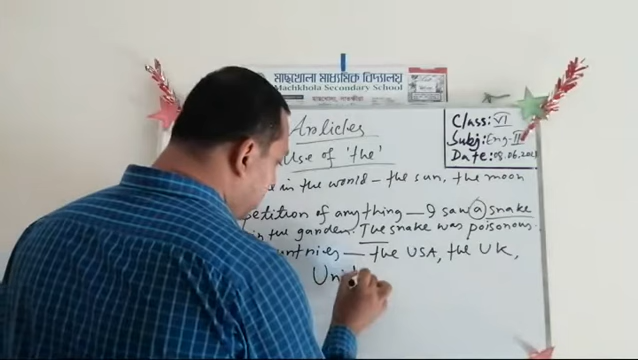 মাছখোলা মাধ্যমিক বিদ্যালয়
Machkhola Secondary School
Articles
Use of 'the'
Class: VI
Subj: Eng-II
Date: 08.06.20
in the world - the sun, the moon
petition of anything - I saw a snake
in the garden. The snake was poisonous.
untries - the USA, the UK,
Unit